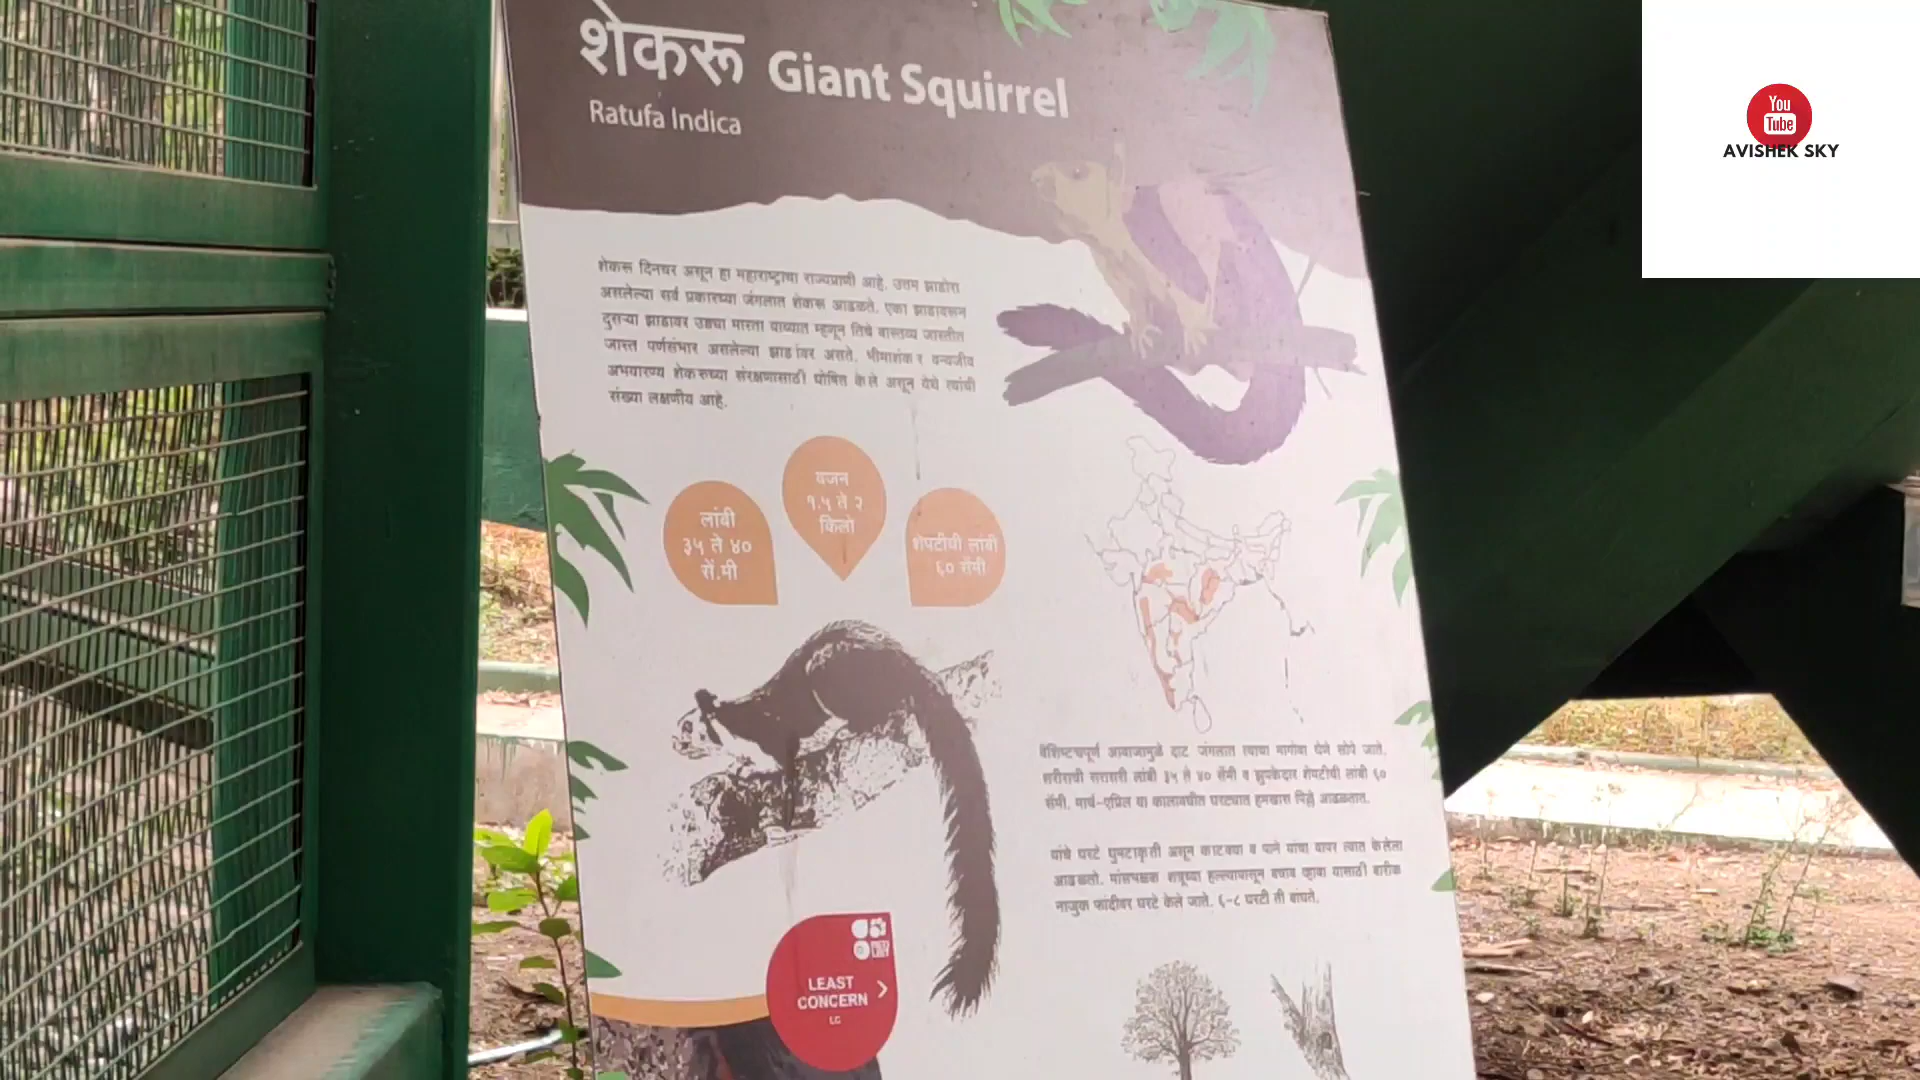 शेकरू Giant Squirrel
Ratufa Indica
You
Tube
AVISHEK SKY
शेकरू दिनचर असून हा महाराष्ट्राचा राज्यप्राणी आहे. उत्तम झाडोरा
असलेल्या सर्व प्रकारच्या जंगलात शेकरू आढळते. एका झाडावरून
दुसऱ्या झाडावर उड्या मारता याव्यात म्हणून तिचे वास्तव्य जास्तीत
जास्त पर्णसंभार असलेल्या झाडांवर असते. भीमाशंकर वन्यजीव
अभयारण्य शेकरूच्या संरक्षणासाठी घोषित केले असून येथे त्यांची
संख्या लक्षणीय आहे.
लांबी
३५ ते ४०
सें.मी
वजन
१.५ ते २
किलो
शेपटीची लांबी
६० सेंमी
वैशिष्ट्यपूर्ण आवाजामुळे दाट जंगलात त्याचा मागोवा घेणे सोपे जाते.
शरीराची सरासरी लांबी ३५ ते ४० सेंमी व झुपकेदार शेपटीची लांबी ६०
सेंमी. मार्च-एप्रिल या कालावधीत घरट्यात हमखास पिल्ले आढळतात.
यांचे घरटे घुमटाकृती असून काटक्या व पाने यांचा वापर त्यात केलेला
आढळतो. मांसभक्षक शत्रूच्या हल्ल्यापासून बचाव व्हावा यासाठी बारीक
नाजुक फांदीवर घरटे केले जाते. ६-८ घरटी ती बांधते.
LEAST
CONCERN
LC